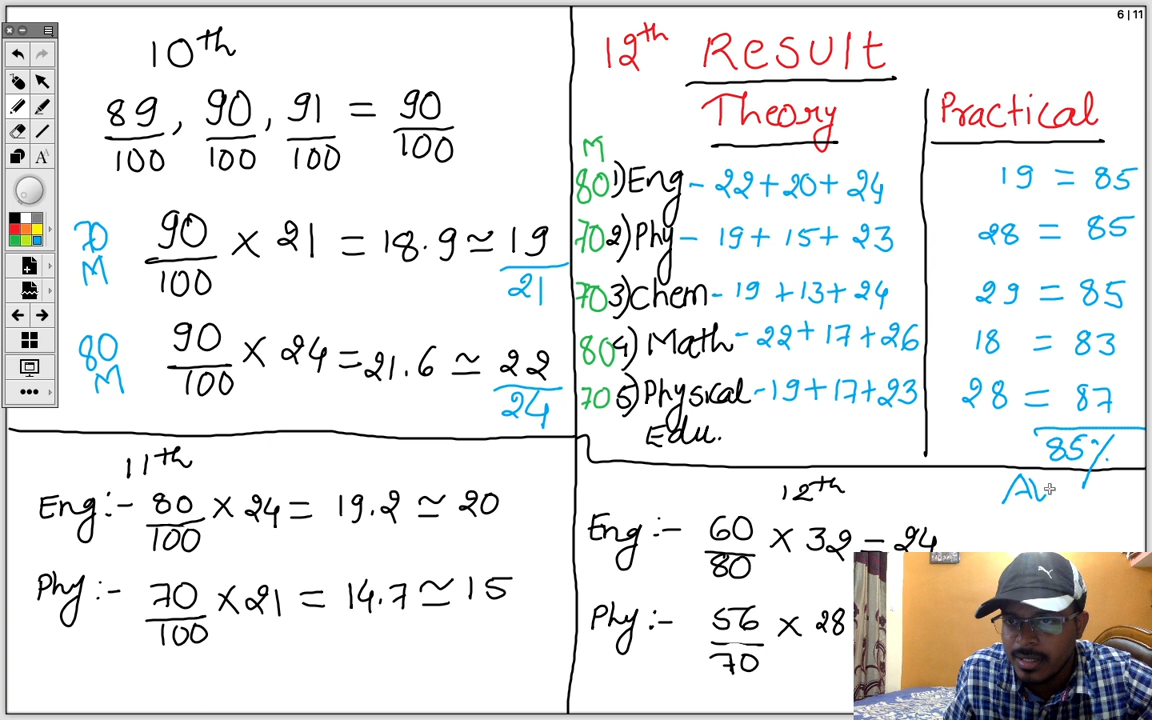 6 | 11
10th
89/100, 90/100, 91/100 = 90/100
70 M 90/100 × 21 = 18.9 ≃ 19/21
80 M 90/100 × 24 = 21.6 ≃ 22/24
12th Result
Theory Practical
M
80 1) Eng - 22+20+24 19 = 85
70 2) Phy - 19+15+23 28 = 85
70 3) Chem - 19+13+24 29 = 85
80 4) Math - 22+17+26 18 = 83
70 5) Physical - 19+17+23 28 = 87
Edu.
85%
Av
11th
Eng :- 80/100 × 24 = 19.2 ≃ 20
Phy :- 70/100 × 21 = 14.7 ≃ 15
12th
Eng :- 60/80 × 32 = 24
Phy :- 56/70 × 28